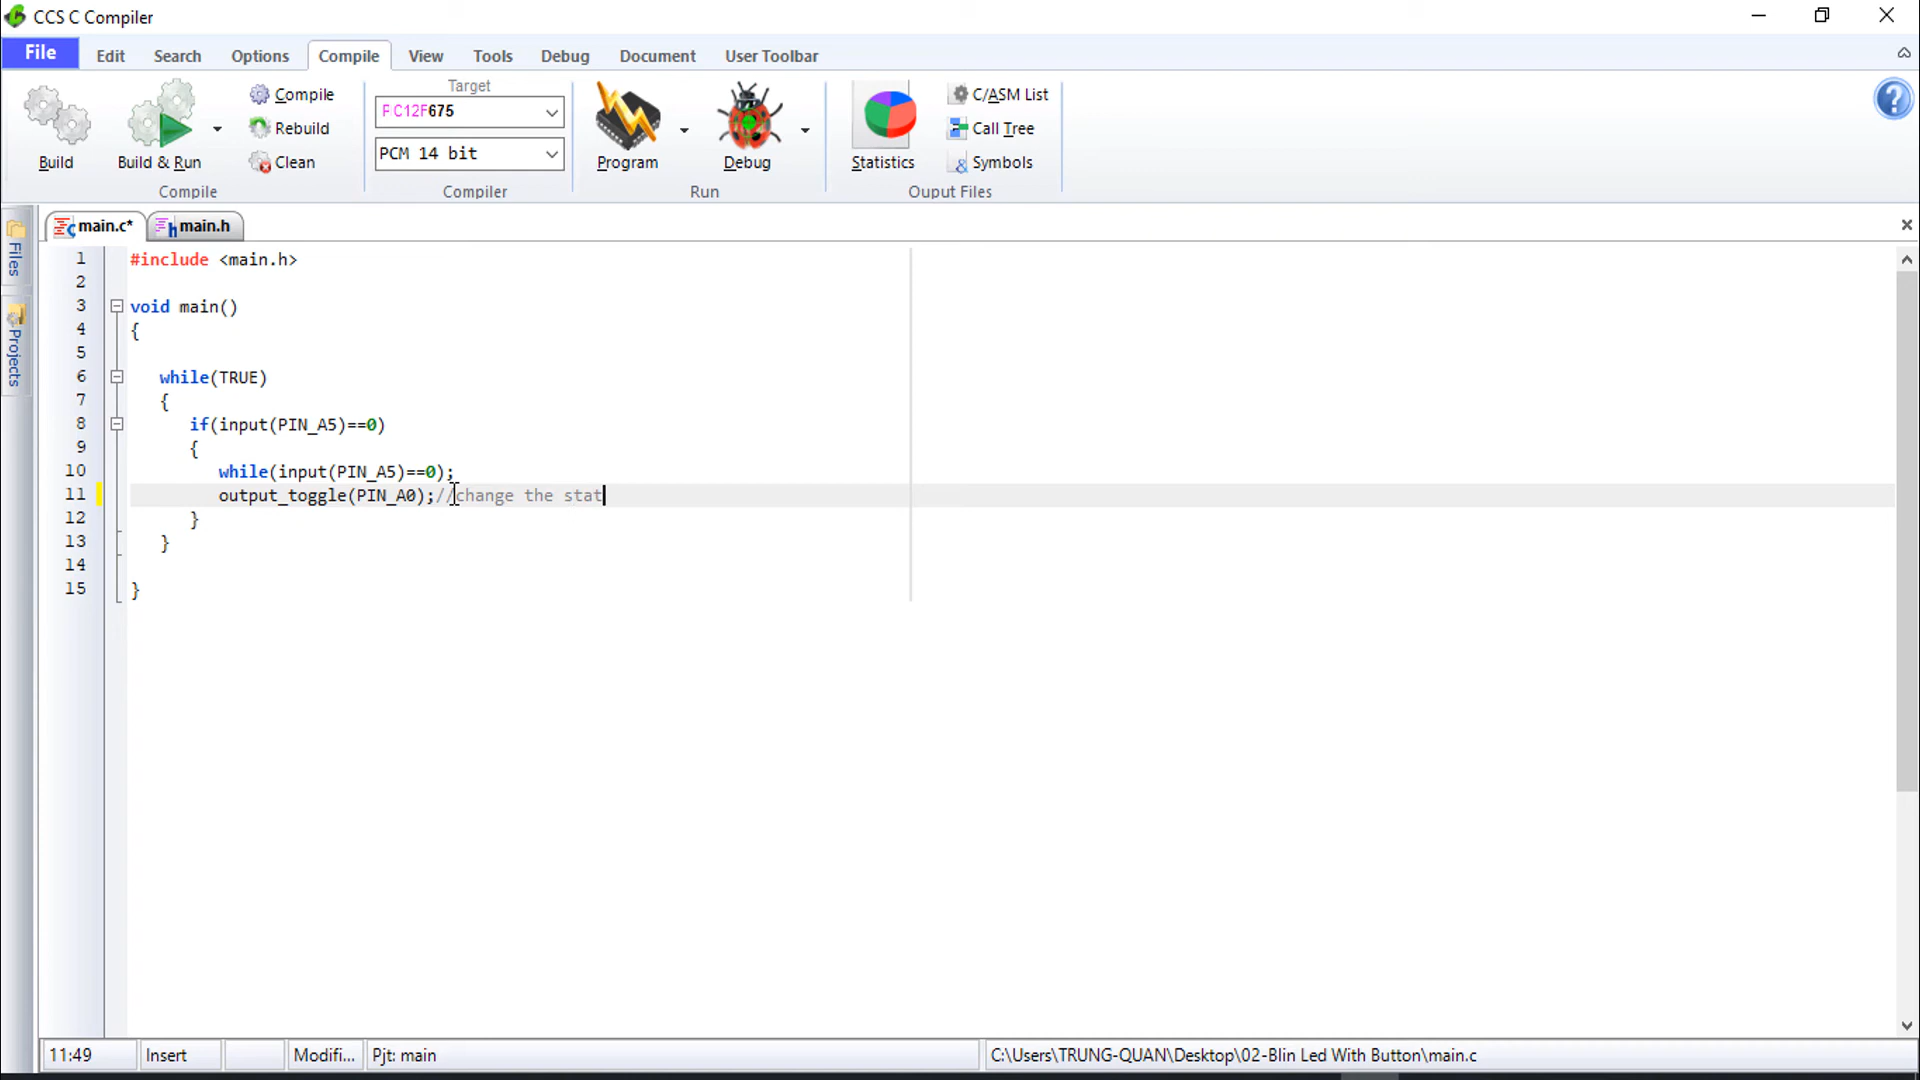 CCS C Compiler
File Edit Search Options Compile View Tools Debug Document User Toolbar
Build
Build & Run
Compile
Rebuild
Clean
Compile
Target
FC12F675
PCM 14 bit
Compiler
Program
Debug
Run
Statistics
C/ASM List
Call Tree
Symbols
Ouput Files
Files
Projects
main.c*
main.h
1 #include <main.h>
2
3 void main()
4 {
5
6 while(TRUE)
7 {
8 if(input(PIN_A5)==0)
9 {
10 while(input(PIN_A5)==0);
11 output_toggle(PIN_A0);//change the stat
12 }
13 }
14
15 }
11:49 Insert Modifi... Pjt: main C:\Users\TRUNG-QUAN\Desktop\02-Blin Led With Button\main.c